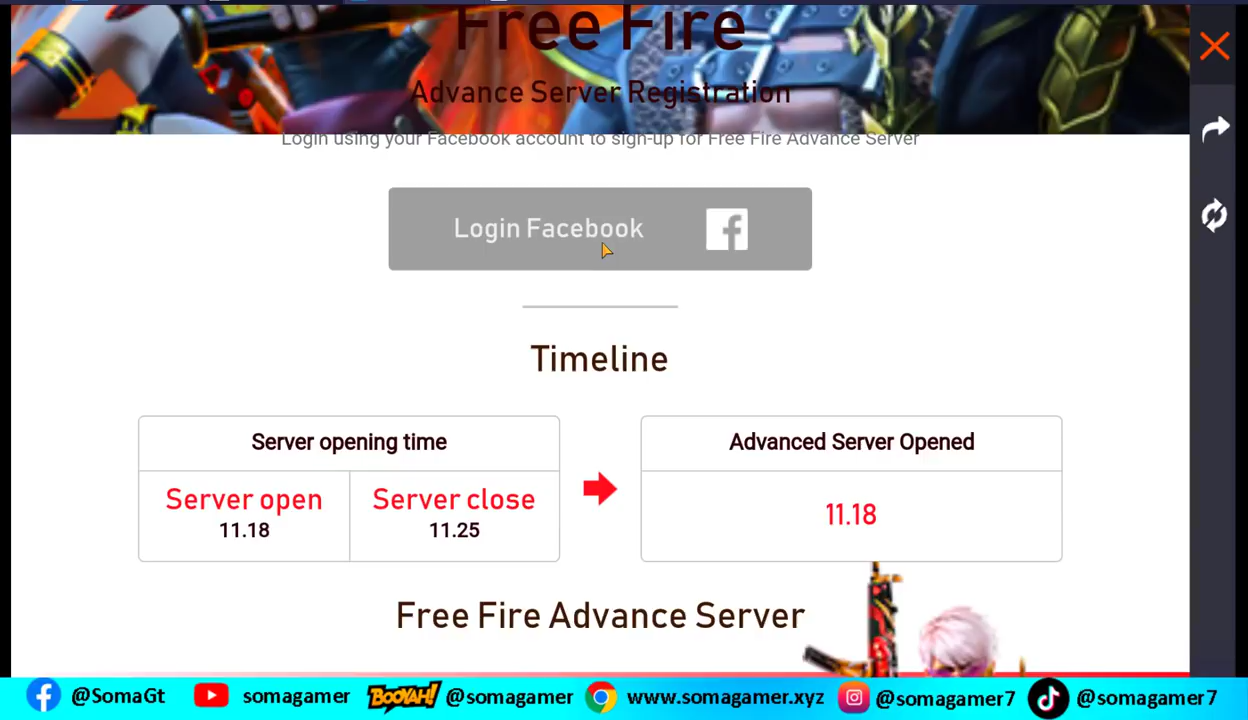 Free Fire
Advance Server Registration
Login using your Facebook account to sign-up for Free Fire Advance Server
Login Facebook
Timeline
Server opening time
Server open
11.18
Server close
11.25
Advanced Server Opened
11.18
Free Fire Advance Server
@SomaGt somagamer BOOYAH! @somagamer www.somagamer.xyz @somagamer7 @somagamer7